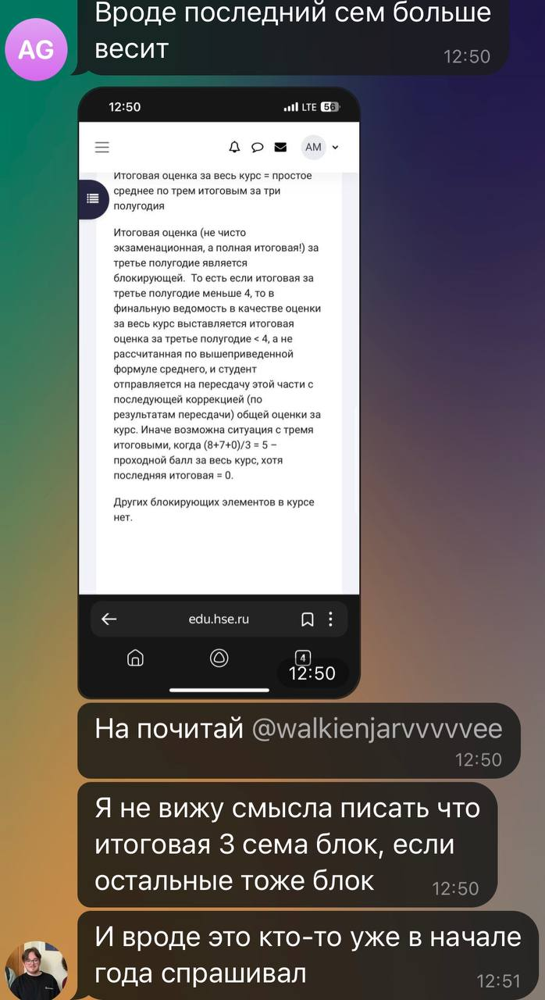 Вроде последний сем больше
весит
12:50
AG
12:50
LTE 56
AM
Итоговая оценка за весь курс = простое
среднее по трем итоговым за три
полугодия
Итоговая оценка (не чисто
экзаменационная, а полная итоговая!) за
третье полугодие является
блокирующей. То есть если итоговая за
третье полугодие меньше 4, то в
финальную ведомость в качестве оценки
за весь курс выставляется итоговая
оценка за третье полугодие < 4, а не
рассчитанная по вышеприведенной
формуле среднего, и студент
отправляется на пересдачу этой части с
последующей коррекцией (по
результатам пересдачи) общей оценки за
курс. Иначе возможна ситуация с тремя
итоговыми, когда (8+7+0)/3 = 5 –
проходной балл за весь курс, хотя
последняя итоговая = 0.
Других блокирующих элементов в курсе
нет.
edu.hse.ru
4
12:50
На почитай @walkienjarvvvvvee
12:50
Я не вижу смысла писать что
итоговая 3 сема блок, если
остальные тоже блок
12:50
И вроде это кто-то уже в начале
года спрашивал
12:51